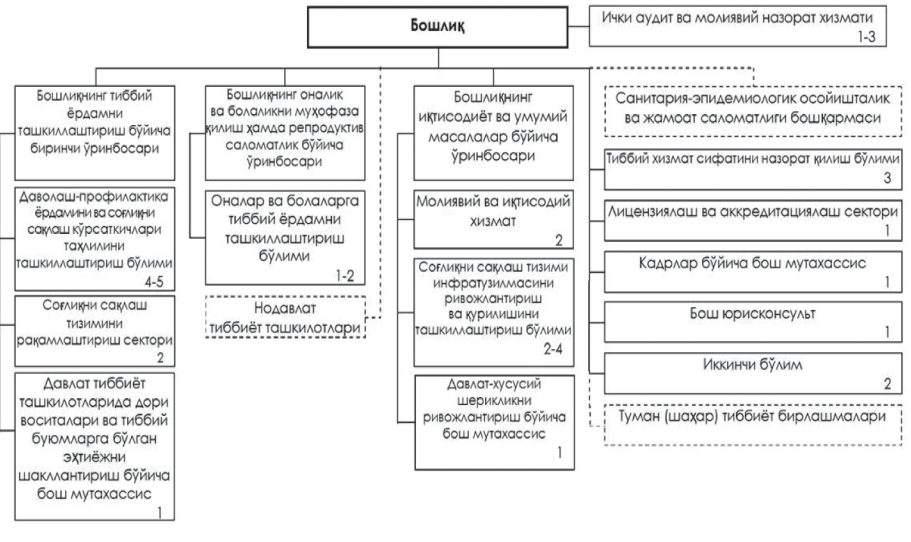 Бошлиқ
Ички аудит ва молиявий назорат хизмати
1-3
Бошлиқнинг тиббий
ёрдамни
ташкиллаштириш бўйича
биринчи ўринбосари
Даволаш-профилактика
ёрдамини ва соғлиқни
сақлаш кўрсаткичлари
таҳлилини
ташкиллаштириш бўлими
4-5
Соғлиқни сақлаш
тизимини
рақамлаштириш сектори
2
Давлат тиббиёт
ташкилотларида дори
воситалари ва тиббий
буюмларга бўлган
эҳтиёжни
шакллантириш бўйича
бош мутахассис
1
Бошлиқнинг оналик
ва болаликни муҳофаза
қилиш ҳамда репродуктив
саломатлик бўйича
ўринбосари
Оналар ва болаларга
тиббий ёрдамни
ташкиллаштириш
бўлими
1-2
Нодавлат
тиббиёт ташкилотлари
Бошлиқнинг
иқтисодиёт ва умумий
масалалар бўйича
ўринбосари
Молиявий ва иқтисодий
хизмат
2
Соғлиқни сақлаш тизими
инфратузилмасини
ривожлантириш
ва қурилишини
ташкиллаштириш бўлими
2-4
Давлат-хусусий
шерикликни
ривожлантириш бўйича
бош мутахассис
1
Санитария-эпидемиологик осойишталик
ва жамоат саломатлиги бошқармаси
Тиббий хизмат сифатини назорат қилиш бўлими
3
Лицензиялаш ва аккредитациялаш сектори
1
Кадрлар бўйича бош мутахассис
1
Бош юрисконсульт
1
Иккинчи бўлим
2
Туман (шаҳар) тиббиёт бирлашмалари